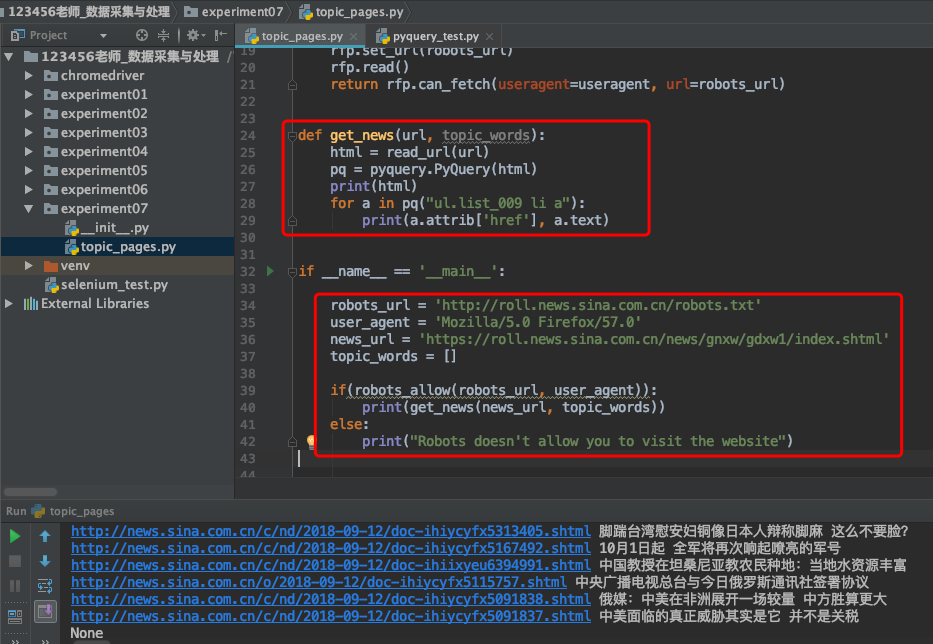 123456老师_数据采集与处理 experiment07 topic_pages.py
Project
topic_pages.py pyquery_test.py
123456老师_数据采集与处理 /
chromedriver
experiment01
experiment02
experiment03
experiment04
experiment05
experiment06
experiment07
__init__.py
topic_pages.py
venv
selenium_test.py
External Libraries
19 rfp.set_url(robots_url)
20 rfp.read()
21 return rfp.can_fetch(useragent=useragent, url=robots_url)
22
23
24 def get_news(url, topic_words):
25 html = read_url(url)
26 pq = pyquery.PyQuery(html)
27 print(html)
28 for a in pq("ul.list_009 li a"):
29 print(a.attrib['href'], a.text)
30
31
32 if __name__ == '__main__':
33
34 robots_url = 'http://roll.news.sina.com.cn/robots.txt'
35 user_agent = 'Mozilla/5.0 Firefox/57.0'
36 news_url = 'https://roll.news.sina.com.cn/news/gnxw/gdxw1/index.shtml'
37 topic_words = []
38
39 if(robots_allow(robots_url, user_agent)):
40 print(get_news(news_url, topic_words))
41 else:
42 print("Robots doesn't allow you to visit the website")
43
44
Run topic_pages
http://news.sina.com.cn/c/nd/2018-09-12/doc-ihiycyfx5313405.shtml 脚踹台湾慰安妇铜像日本人辩称脚麻 这么不要脸?
http://news.sina.com.cn/c/nd/2018-09-12/doc-ihiycyfx5167492.shtml 10月1日起 全军将再次响起嘹亮的军号
http://news.sina.com.cn/c/nd/2018-09-12/doc-ihiixyeu6394991.shtml 中国教授在坦桑尼亚教农民种地：当地水资源丰富
http://news.sina.com.cn/o/2018-09-12/doc-ihiycyfx5115757.shtml 中央广播电视总台与今日俄罗斯通讯社签署协议
http://news.sina.com.cn/c/nd/2018-09-12/doc-ihiycyfx5091838.shtml 俄媒：中美在非洲展开一场较量 中方胜算更大
http://news.sina.com.cn/c/nd/2018-09-12/doc-ihiycyfx5091837.shtml 中美面临的真正威胁其实是它 并不是关税
None